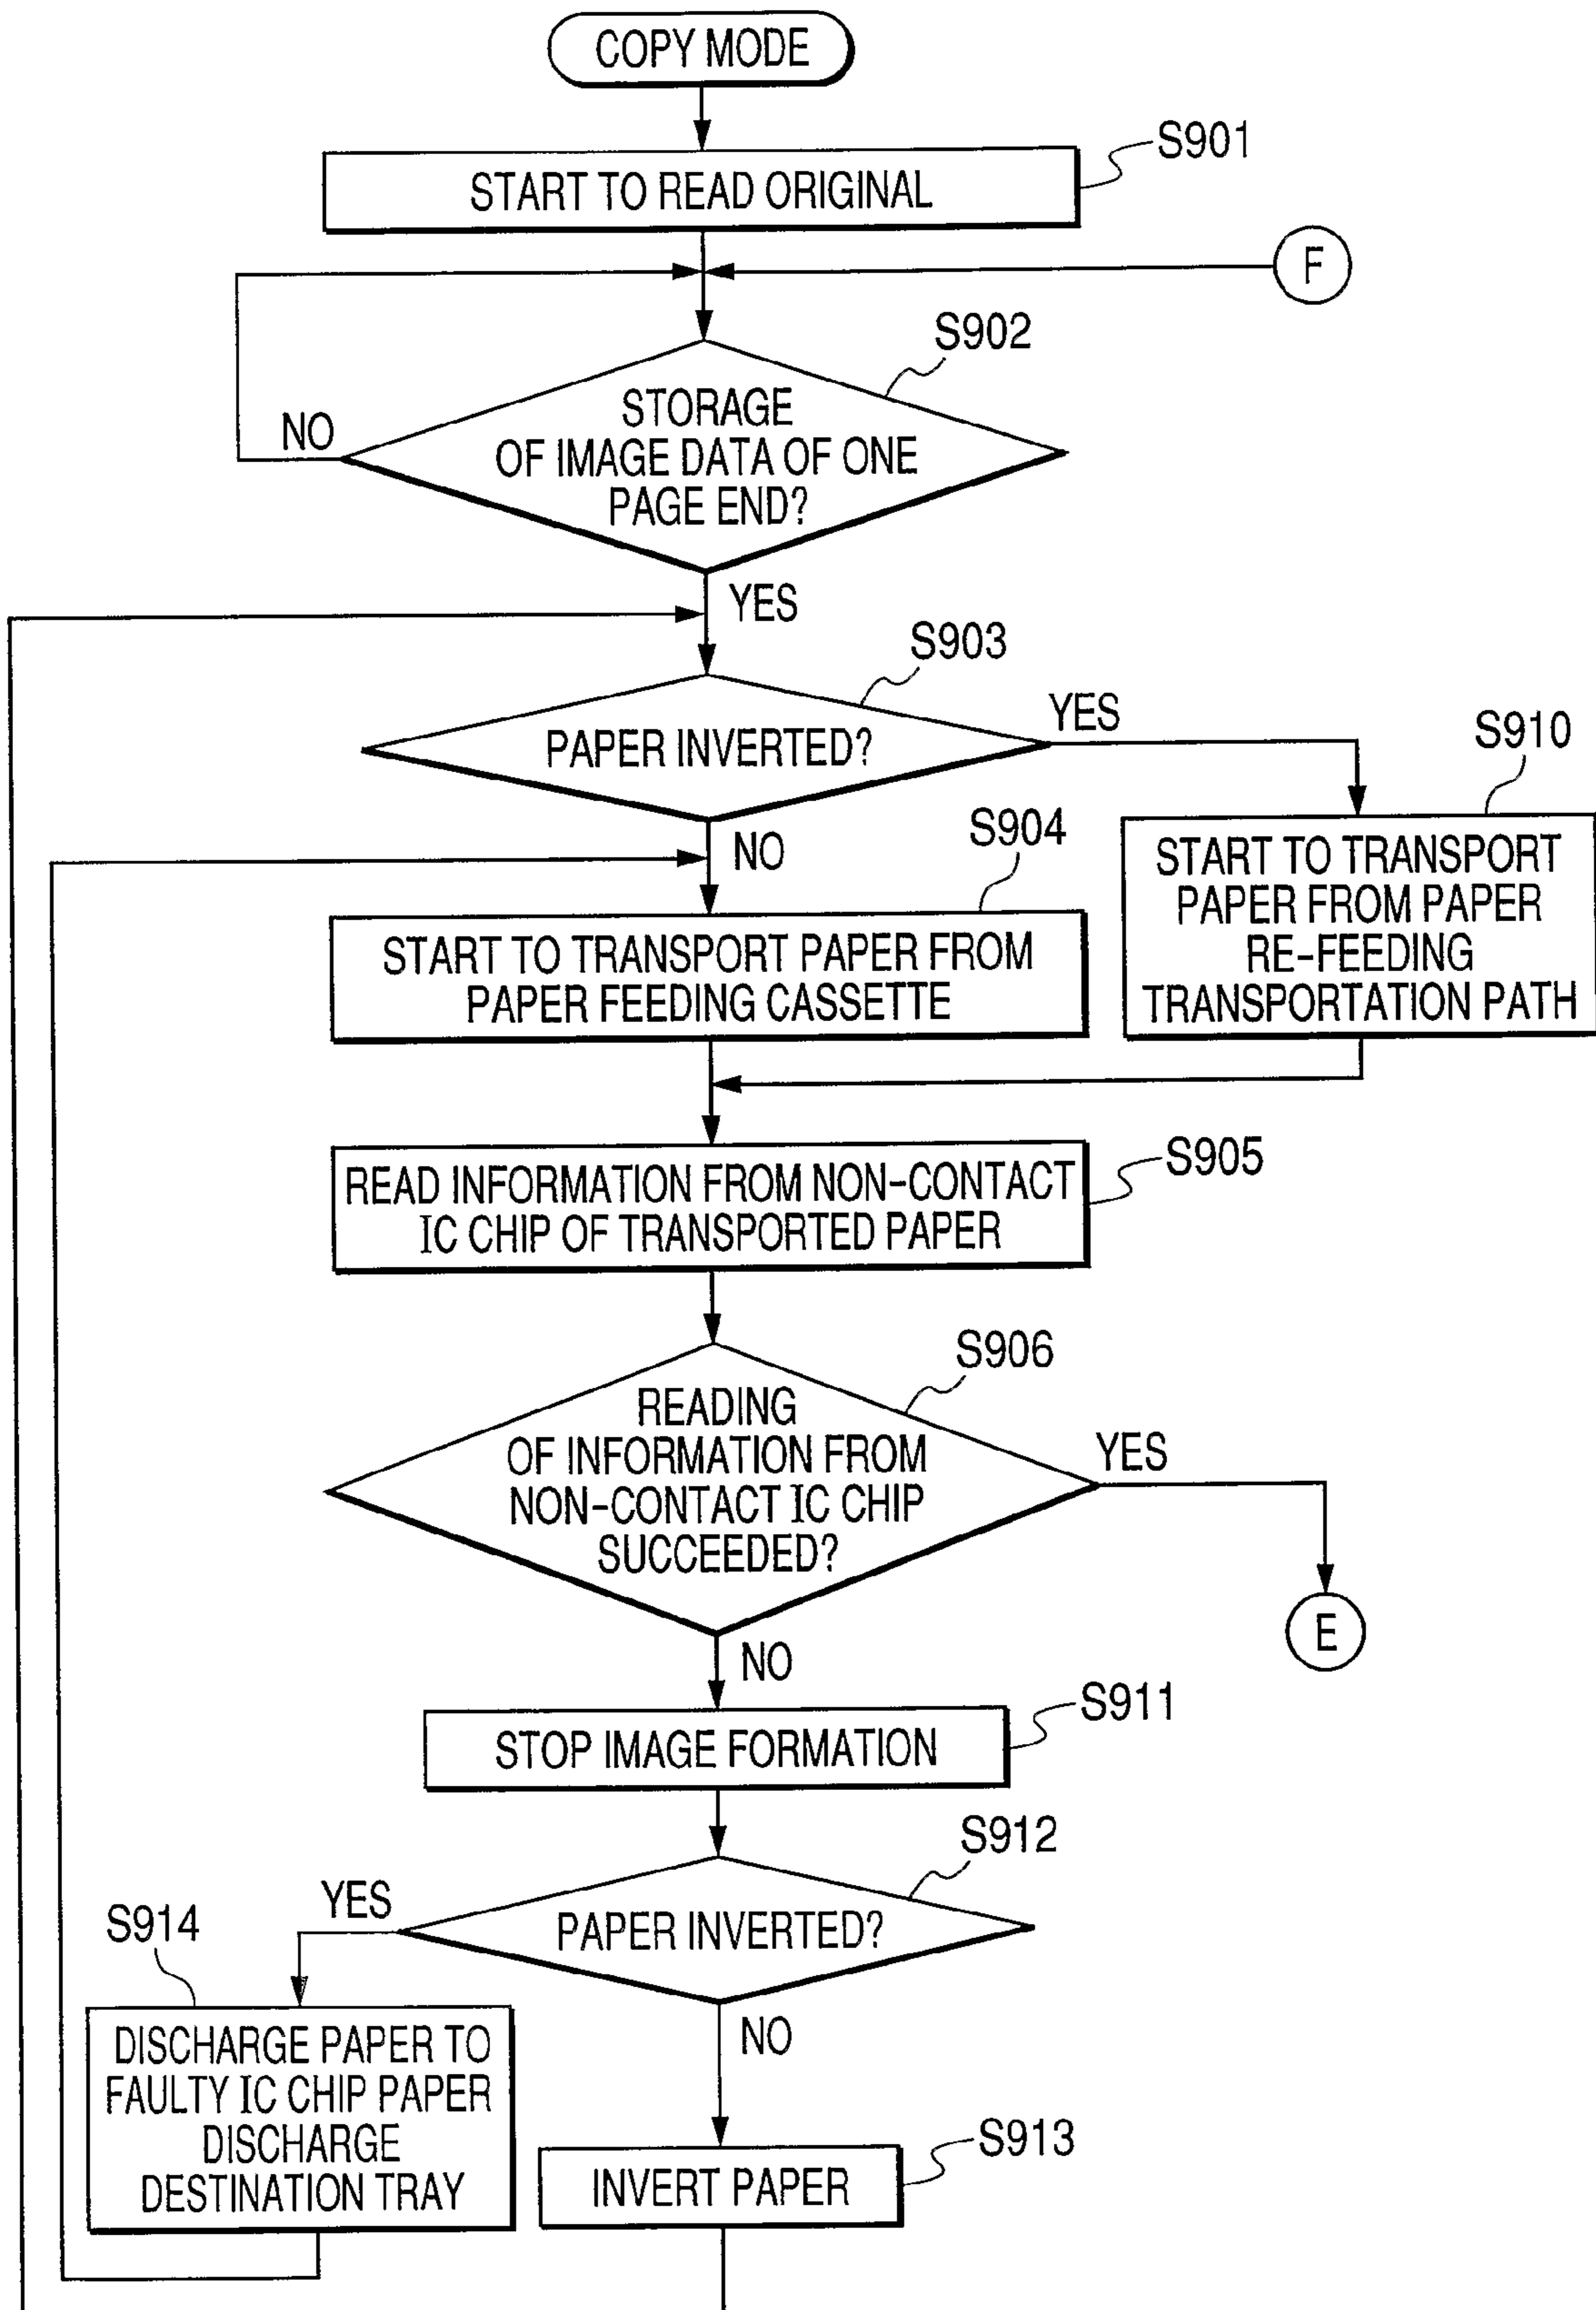 COPY MODE
S901
START TO READ ORIGINAL
F
S902
STORAGE
OF IMAGE DATA OF ONE
PAGE END?
NO
YES
S903
PAPER INVERTED?
YES
S910
NO
START TO TRANSPORT
PAPER FROM PAPER
RE-FEEDING
TRANSPORTATION PATH
S904
START TO TRANSPORT PAPER FROM
PAPER FEEDING CASSETTE
S905
READ INFORMATION FROM NON-CONTACT
IC CHIP OF TRANSPORTED PAPER
S906
READING
OF INFORMATION FROM
NON-CONTACT IC CHIP
SUCCEEDED?
YES
E
NO
S911
STOP IMAGE FORMATION
S912
PAPER INVERTED?
YES
S914
NO
DISCHARGE PAPER TO
FAULTY IC CHIP PAPER
DISCHARGE
DESTINATION TRAY
S913
INVERT PAPER